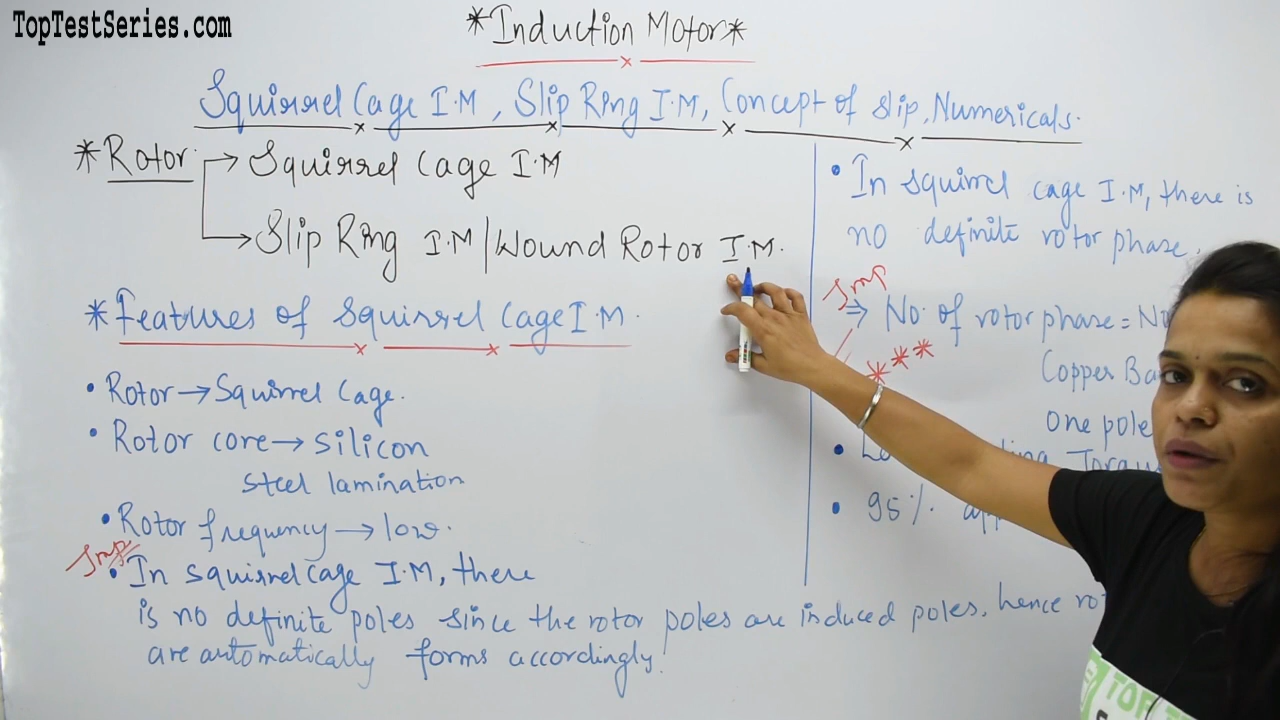 TopTestSeries.com
*Induction Motor*
Squirrel Cage I.M, Slip Ring I.M, Concept of slip, Numericals.
*Rotor → Squirrel Cage I.M
→ Slip Ring I.M | Wound Rotor I.M.
*Features of Squirrel Cage I.M.
• Rotor → Squirrel Cage.
• Rotor core → silicon
steel lamination
• Rotor frequency → low.
Imp
• In squirrel cage I.M, there
is no definite poles since the rotor poles are induced poles, hence
are automatically forms accordingly.
• In squirrel cage I.M, there is
no definite rotor phase.
Imp
⇒ No. of rotor phase =
***
Copper
one pole
• Torque
• 95%
TOP